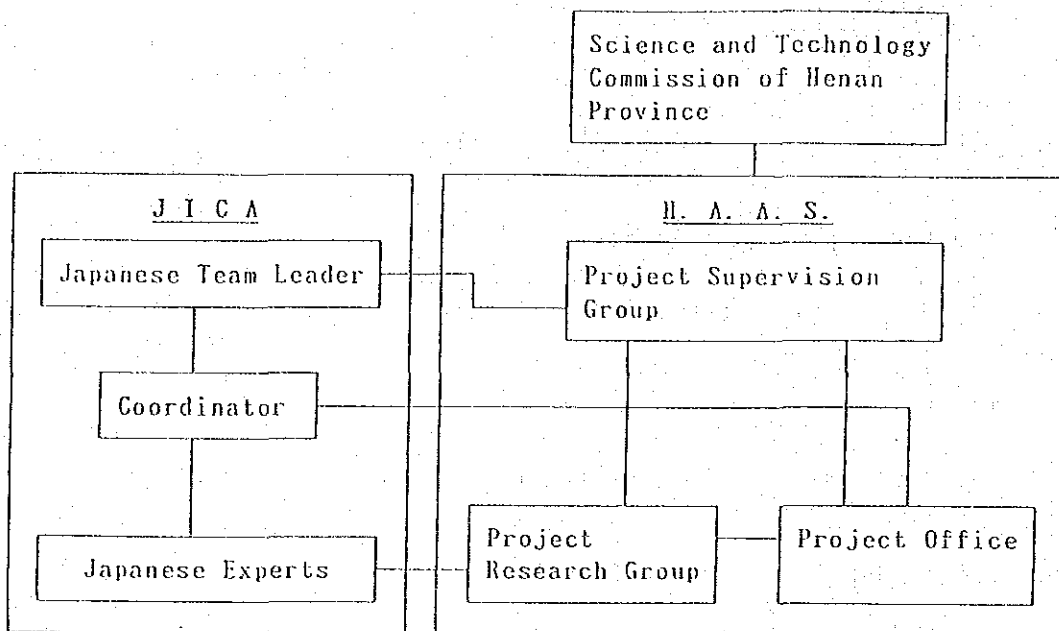 Science and Technology
Commission of Henan
Province
J I C A
Japanese Team Leader
Coordinator
Japanese Experts
H. A. A. S.
Project Supervision
Group
Project
Research Group
Project Office